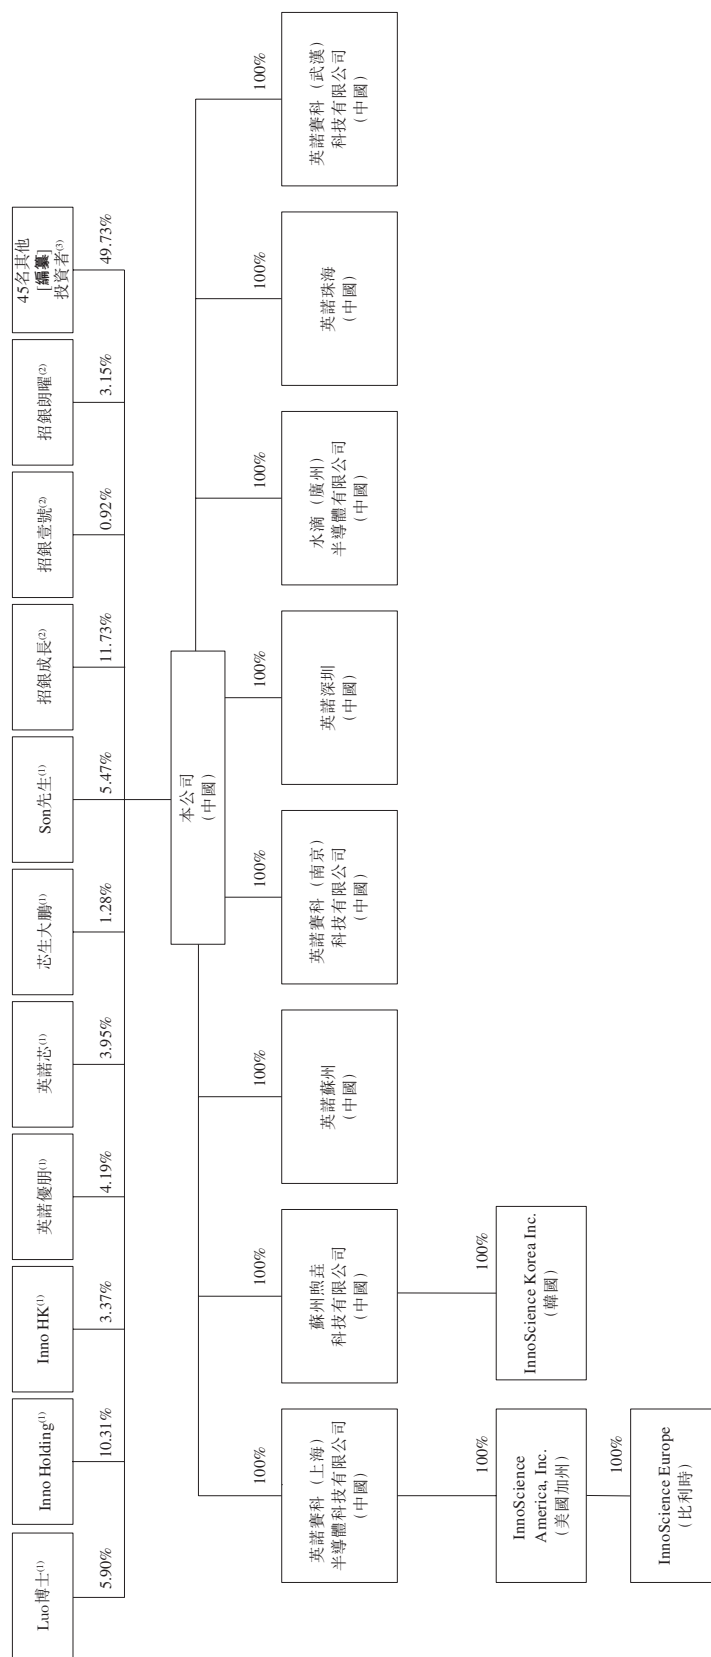 Luo博士(1)
5.90%
Inno Holding(1)
10.31%
Inno HK(1)
3.37%
英諾優朋(1)
4.19%
英諾芯(1)
3.95%
芯生大鵬(1)
1.28%
Son先生(1)
5.47%
招銀成長(2)
11.73%
招銀壹號(2)
0.92%
招銀朗曜(2)
3.15%
45名其他
[編纂]
投資者(3)
49.73%
本公司
（中國）
100%
英諾賽科（上海）
半導體科技有限公司
（中國）
100%
蘇州煦垚
科技有限公司
（中國）
100%
英諾蘇州
（中國）
100%
英諾賽科（南京）
科技有限公司
（中國）
100%
英諾深圳
（中國）
100%
水滴（廣州）
半導體有限公司
（中國）
100%
英諾珠海
（中國）
100%
英諾賽科（武漢）
科技有限公司
（中國）
100%
InnoScience
America, Inc.
（美國加州）
100%
InnoScience Korea Inc.
（韓國）
100%
InnoScience Europe
（比利時）